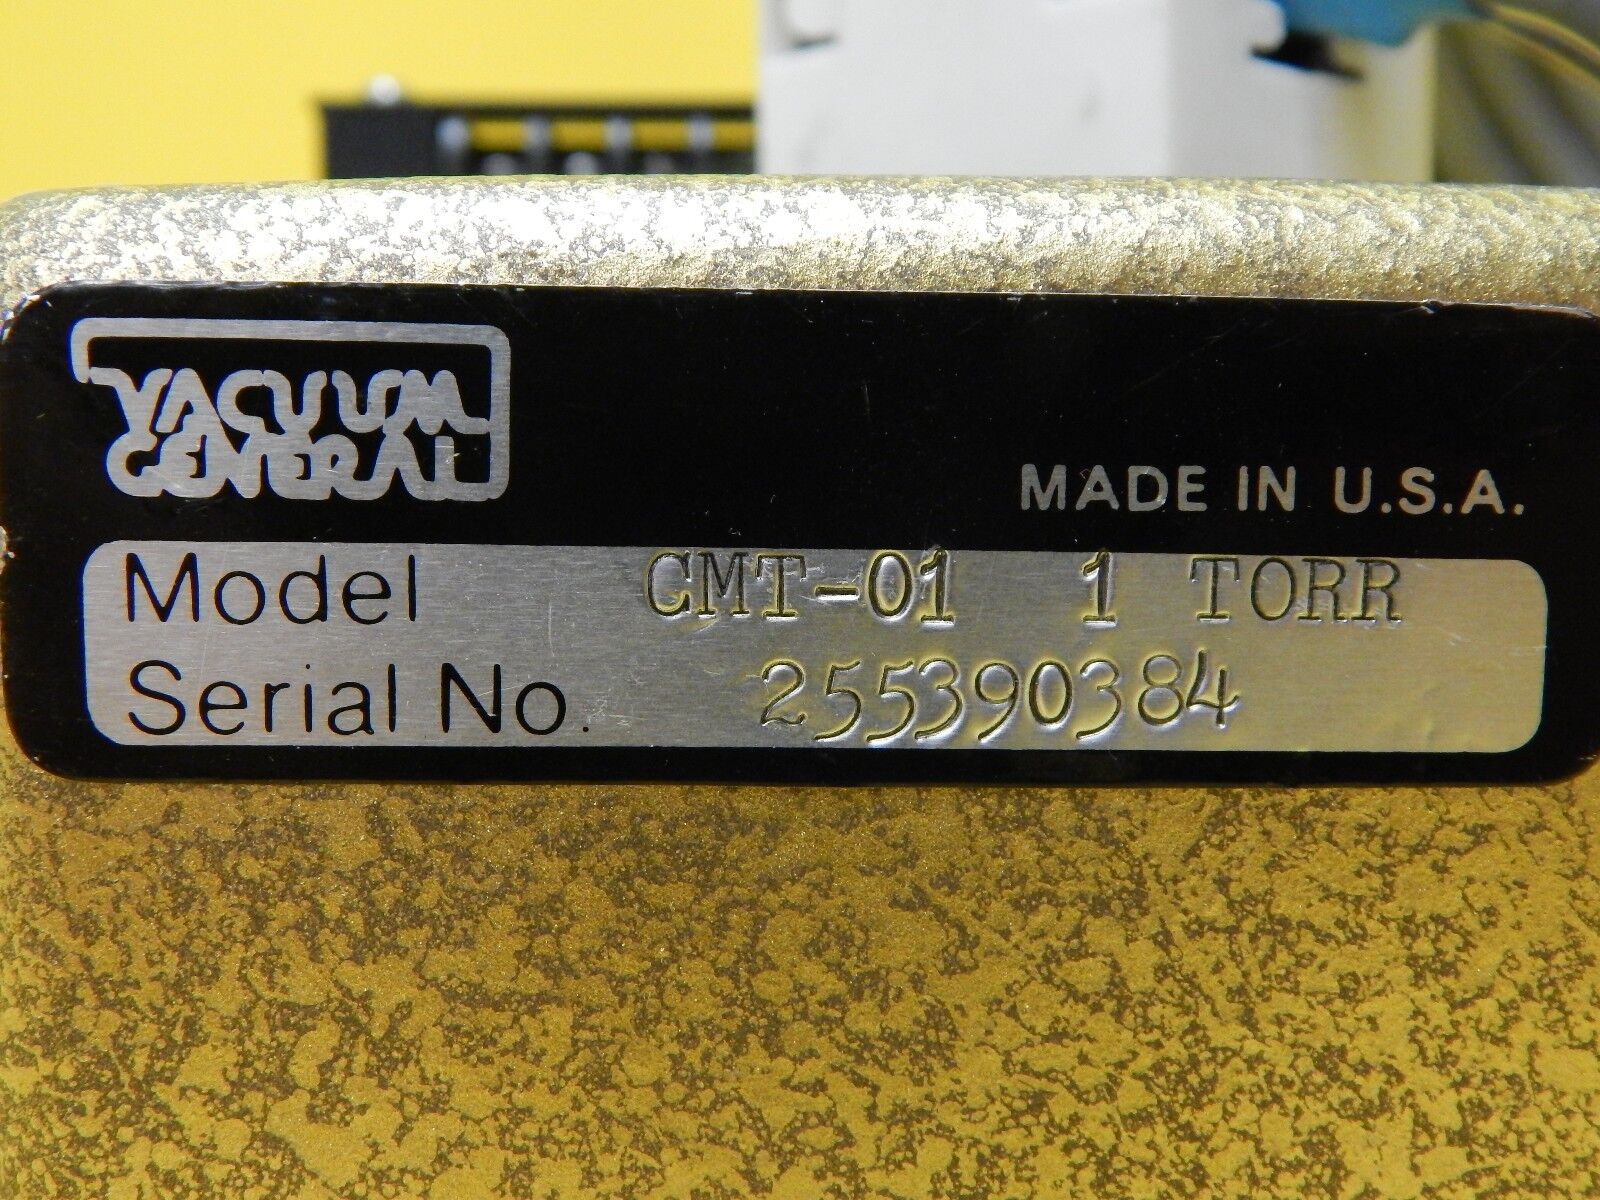 VACUUM
GENERAL
MADE IN U.S.A.
Model CMT-01 1 TORR
Serial No. 255390384